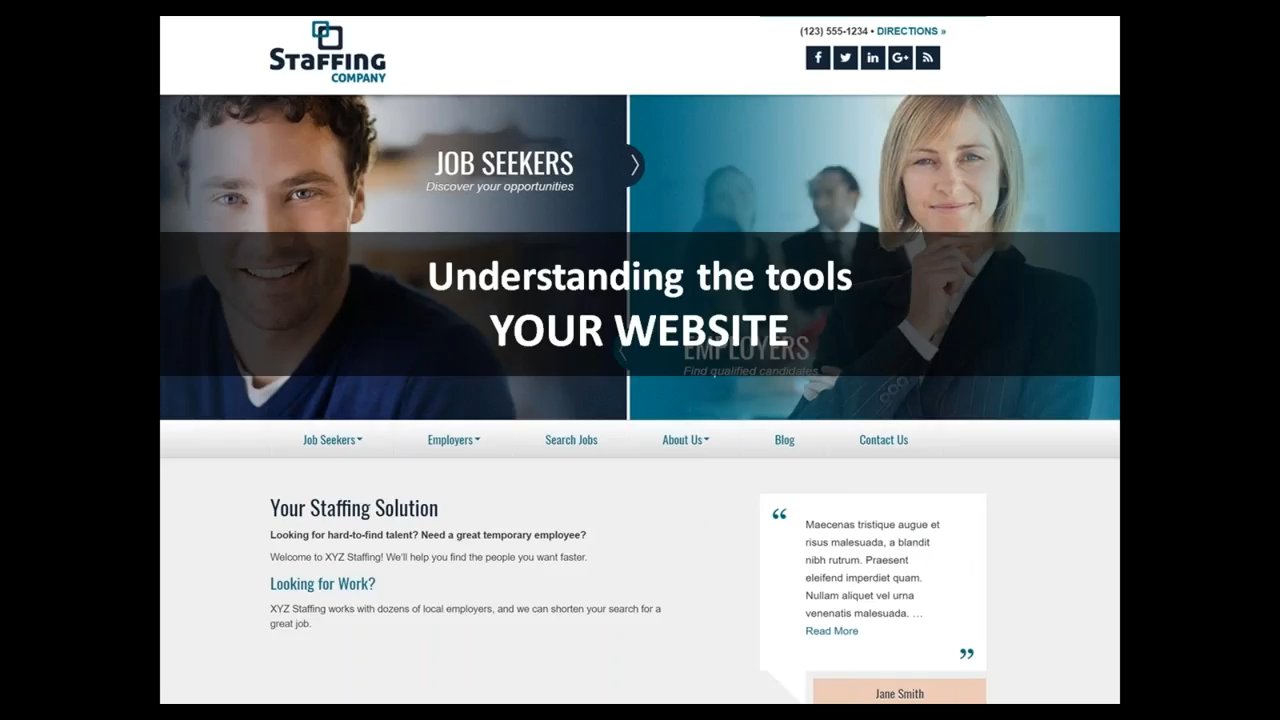 STaFFING
COMPANY
(123) 555-1234 • DIRECTIONS »
f in G+
JOB SEEKERS
Discover your opportunities
Understanding the tools
YOUR WEBSITE
EMPLOYERS
Find qualified candidates
Job Seekers
Employers
Search Jobs
About Us
Blog
Contact Us
Your Staffing Solution
Looking for hard-to-find talent? Need a great temporary employee?
Welcome to XYZ Staffing! We'll help you find the people you want faster.
Looking for Work?
XYZ Staffing works with dozens of local employers, and we can shorten your search for a
great job.
“
Maecenas tristique augue et
risus malesuada, a blandit
nibh rutrum. Praesent
eleifend imperdiet quam.
Nullam aliquet vel urna
venenatis malesuada. …
Read More
”
Jane Smith